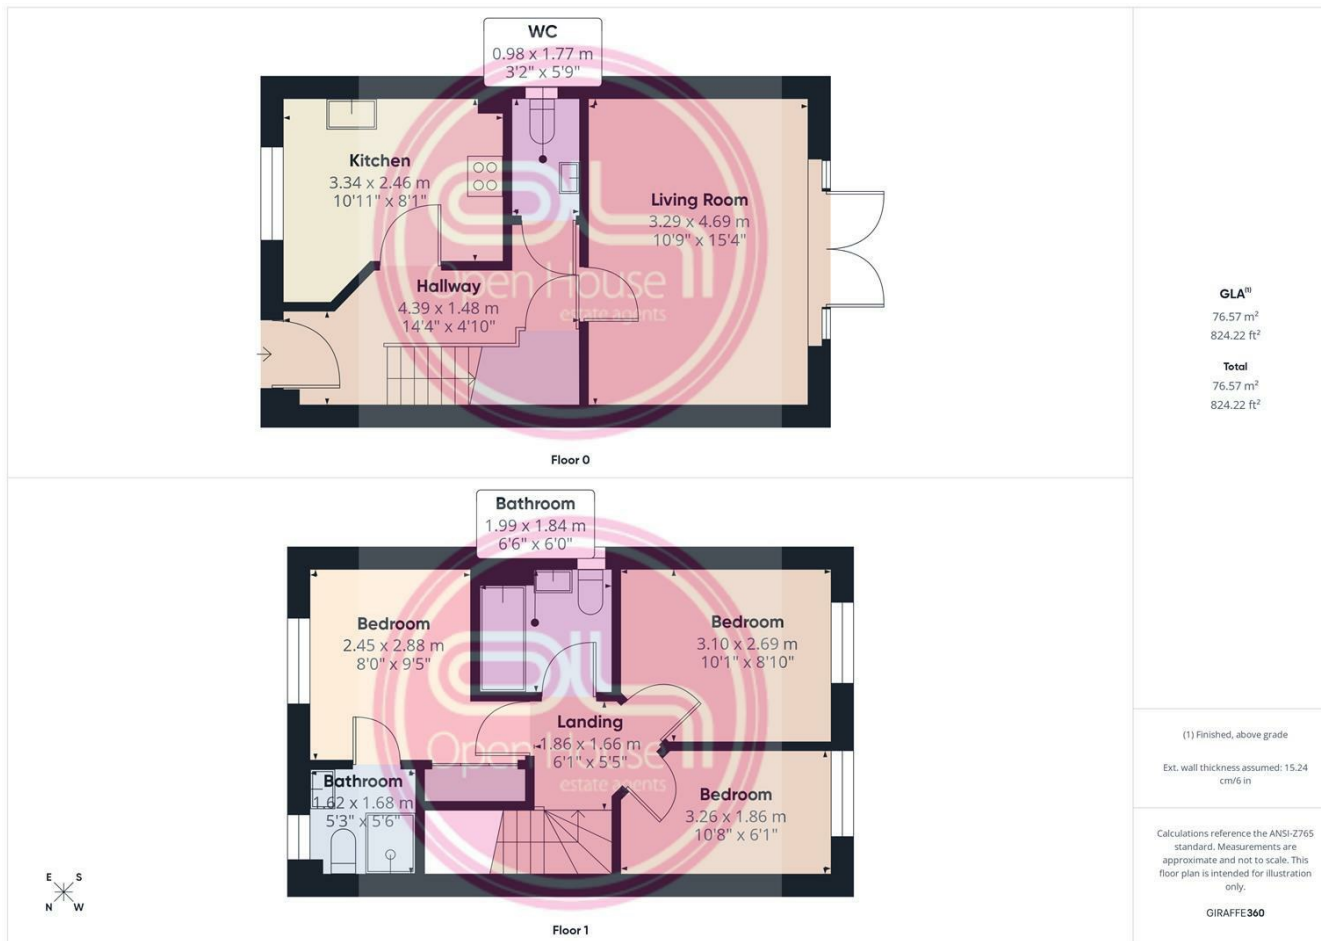 WC
0.98 x 1.77 m
3'2" x 5'9"
Kitchen
3.34 x 2.46 m
10'11" x 8'1"
Living Room
3.29 x 4.69 m
10'9" x 15'4"
Hallway
4.39 x 1.48 m
14'4" x 4'10"
Open House
estate agents
Floor 0
Bathroom
1.99 x 1.84 m
6'6" x 6'0"
Bedroom
2.45 x 2.88 m
8'0" x 9'5"
Bedroom
3.10 x 2.69 m
10'1" x 8'10"
Landing
1.86 x 1.66 m
6'1" x 5'5"
Open House
estate agents
Bathroom
1.62 x 1.68 m
5'3" x 5'6"
Bedroom
3.26 x 1.86 m
10'8" x 6'1"
E S
N W
Floor 1
GLA⁽¹⁾
76.57 m²
824.22 ft²
Total
76.57 m²
824.22 ft²
(1) Finished, above grade
Ext. wall thickness assumed: 15.24
cm/6 in
Calculations reference the ANSI-Z765
standard. Measurements are
approximate and not to scale. This
floor plan is intended for illustration
only.
GIRAFFE360